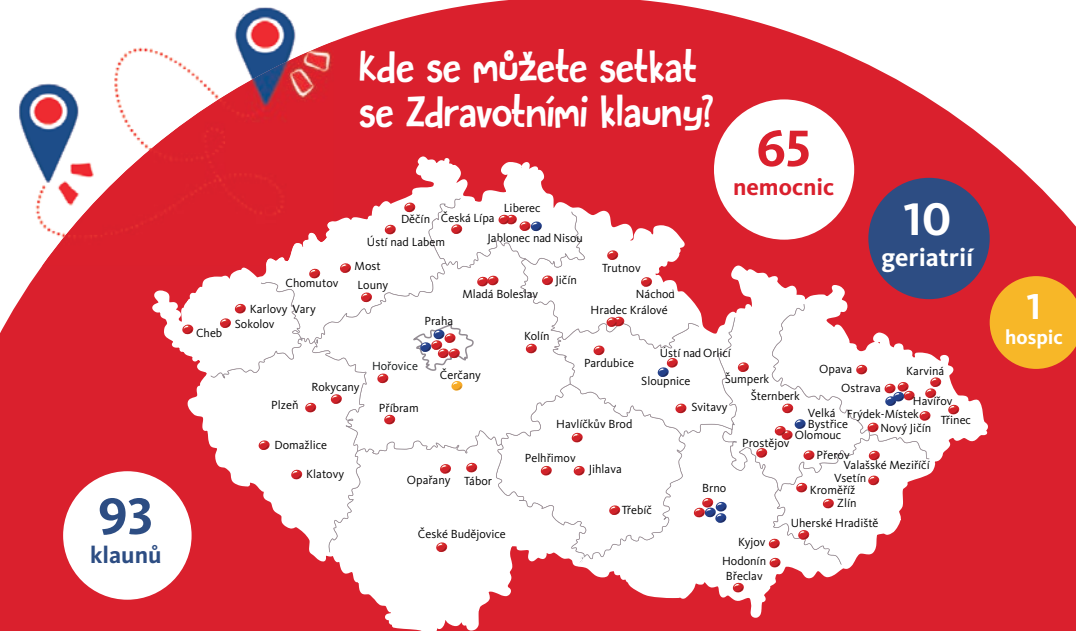 Kde se můžete setkat
se Zdravotními klauny?
65
nemocnic
10
geriatrií
1
hospic
93
klaunů
Děčín
Česká Lípa
Liberec
Ústí nad Labem
Jablonec nad Nisou
Most
Chomutov
Louny
Mladá Boleslav
Jičín
Trutnov
Náchod
Karlovy Vary
Sokolov
Cheb
Praha
Kolín
Hradec Králové
Pardubice
Ústí nad Orlicí
Sloupnice
Šumperk
Opava
Karviná
Ostrava
Havířov
Hořovice
Čerčany
Rokycany
Plzeň
Příbram
Svitavy
Šternberk
Velká
Bystřice
Frýdek-Místek
Třinec
Nový Jičín
Olomouc
Prostějov
Přerov
Valašské Meziříčí
Havlíčkův Brod
Domažlice
Klatovy
Pelhřimov
Jihlava
Opařany
Tábor
Vsetín
Kroměříž
Zlín
Brno
Třebíč
České Budějovice
Uherské Hradiště
Kyjov
Hodonín
Břeclav